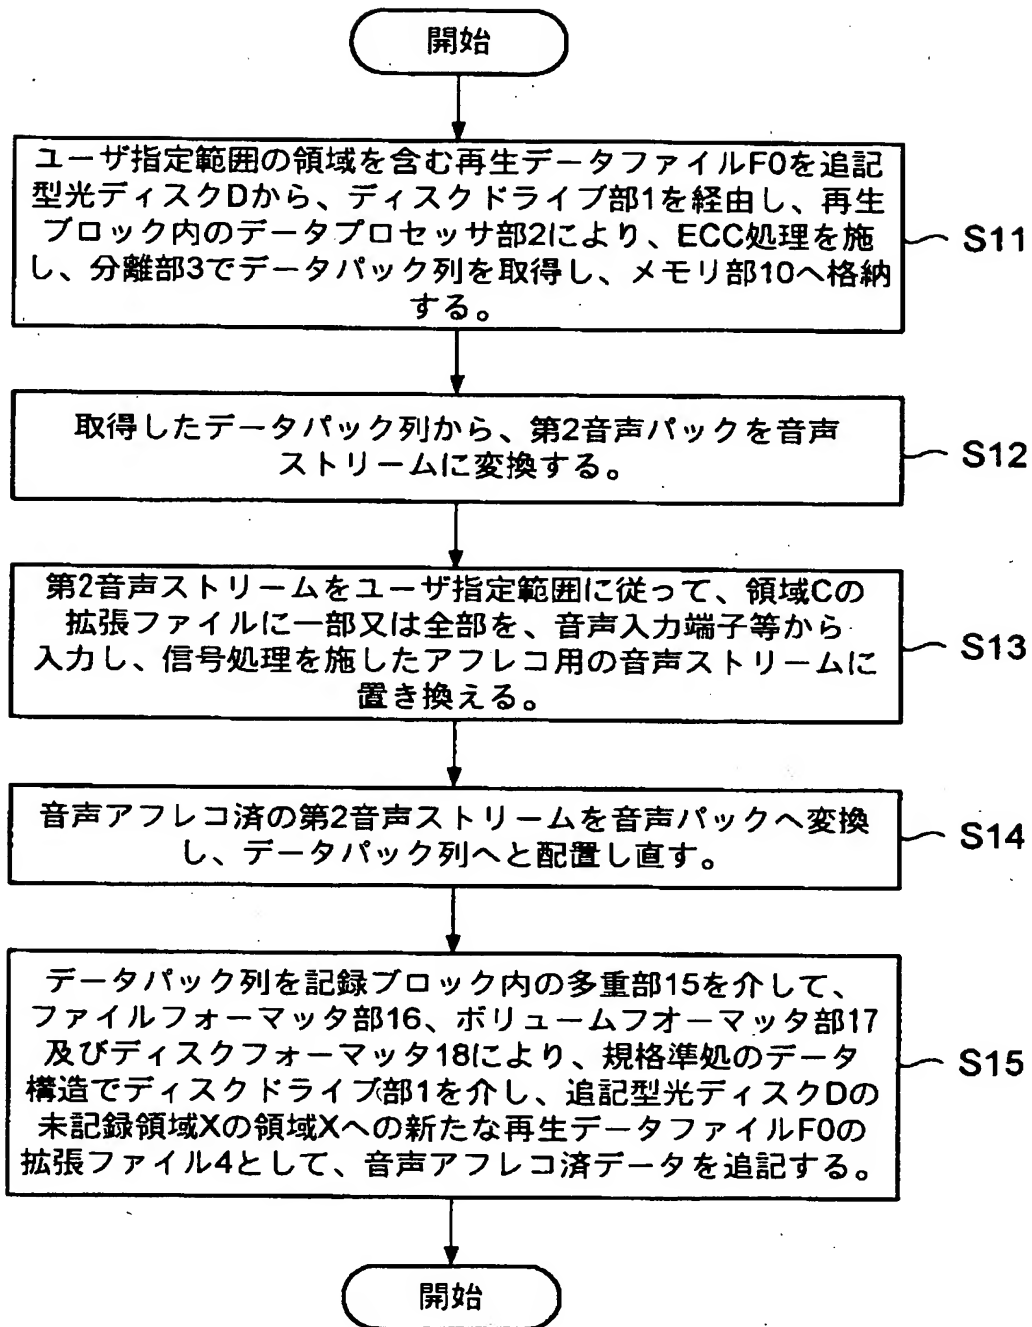 開始
ユーザ指定範囲の領域を含む再生データファイルF0を追記
型光ディスクDから、ディスクドライブ部1を経由し、再生
ブロック内のデータプロセッサ部2により、ECC処理を施
し、分離部3でデータパック列を取得し、メモリ部10へ格納
する。
S11
取得したデータパック列から、第2音声パックを音声
ストリームに変換する。
S12
第2音声ストリームをユーザ指定範囲に従って、領域Cの
拡張ファイルに一部又は全部を、音声入力端子等から
入力し、信号処理を施したアフレコ用の音声ストリームに
置き換える。
S13
音声アフレコ済の第2音声ストリームを音声パックへ変換
し、データパック列へと配置し直す。
S14
データパック列を記録ブロック内の多重部15を介して、
ファイルフォーマッタ部16、ボリュームフオーマッタ部17
及びディスクフォーマッタ18により、規格準処のデータ
構造でディスクドライブ部1を介し、追記型光ディスクDの
未記録領域Xの領域Xへの新たな再生データファイルF0の
拡張ファイル4として、音声アフレコ済データを追記する。
S15
開始